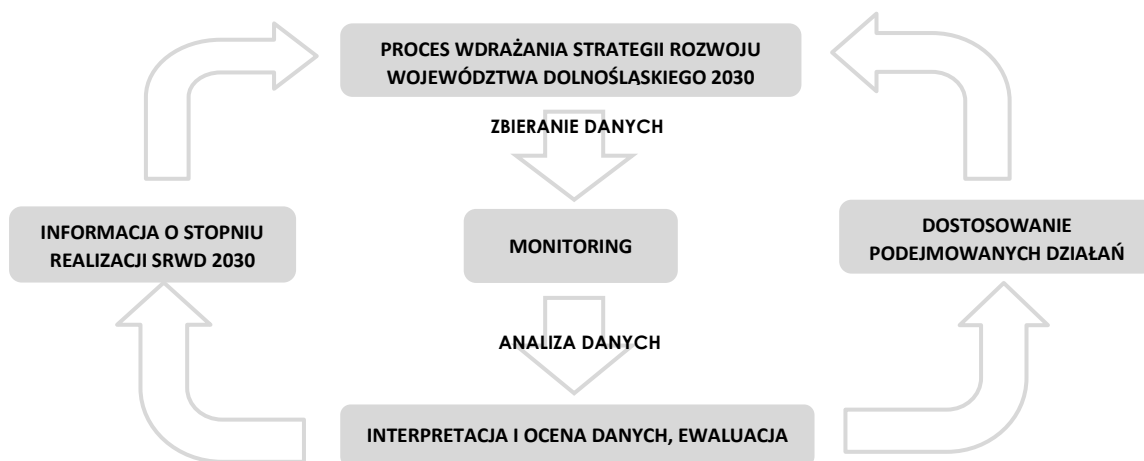 PROCES WDRAŻANIA STRATEGII ROZWOJU
WOJEWÓDZTWA DOLNOŚLĄSKIEGO 2030
ZBIERANIE DANYCH
INFORMACJA O STOPNIU
REALIZACJI SRWD 2030
MONITORING
DOSTOSOWANIE
PODEJMOWANYCH DZIAŁAŃ
ANALIZA DANYCH
INTERPRETACJA I OCENA DANYCH, EWALUACJA